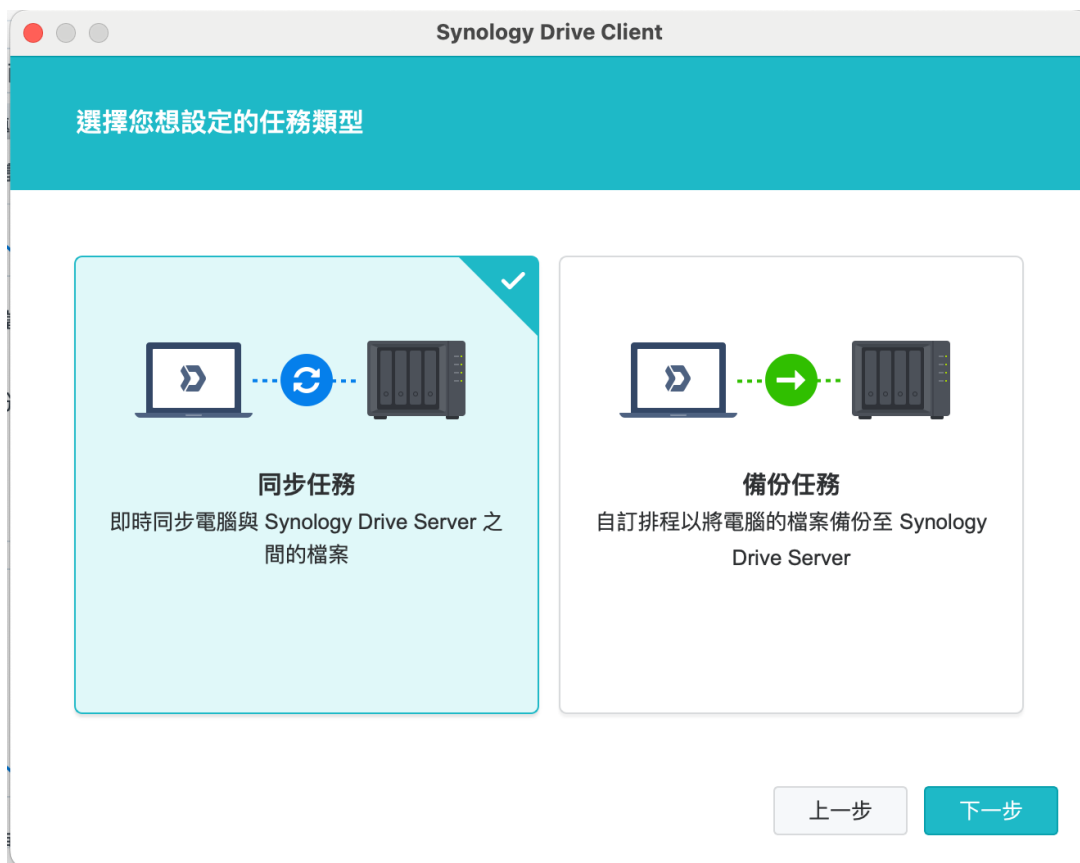 Synology Drive Client
選擇您想設定的任務類型
同步任務
即時同步電腦與 Synology Drive Server 之
間的檔案
備份任務
自訂排程以將電腦的檔案備份至 Synology
Drive Server
上一步
下一步